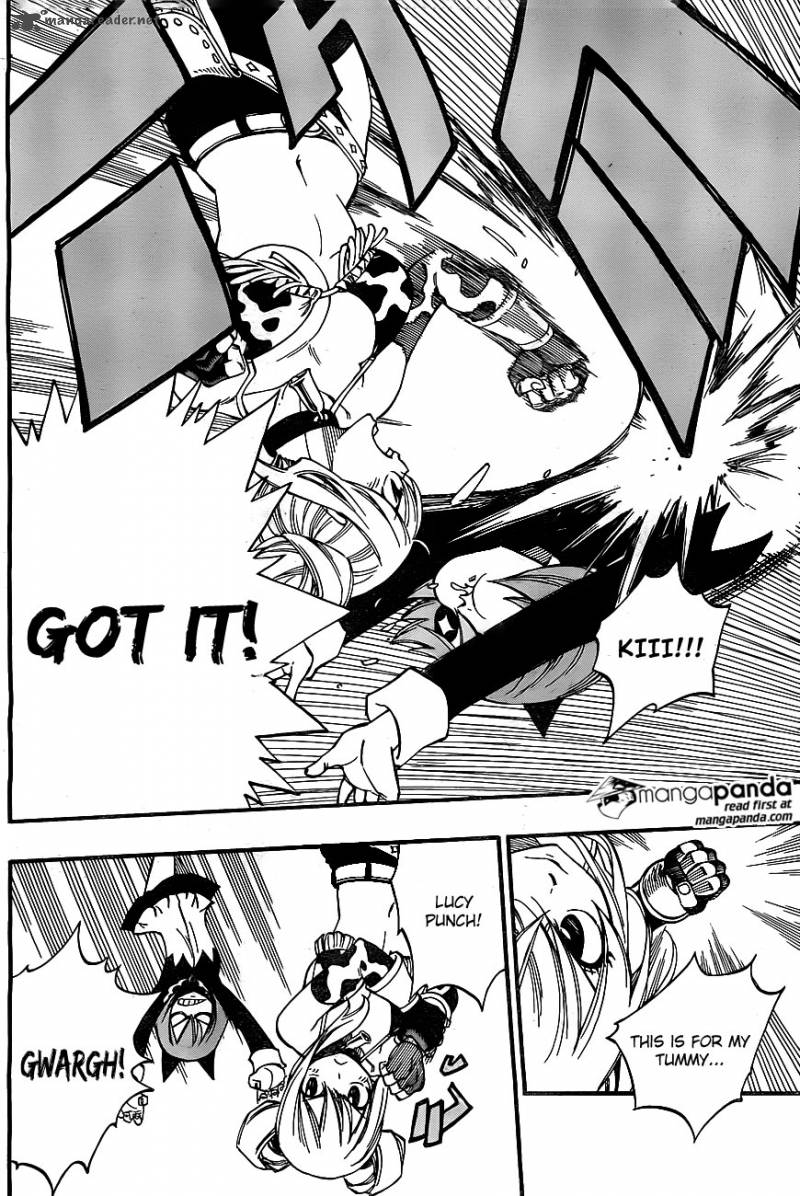 mangareader.net
GOT IT!
KIII!!!
mangapanda
read first at
mangapanda.com
THIS IS FOR MY
TUMMY...
LUCY
PUNCH!
GWARGH!